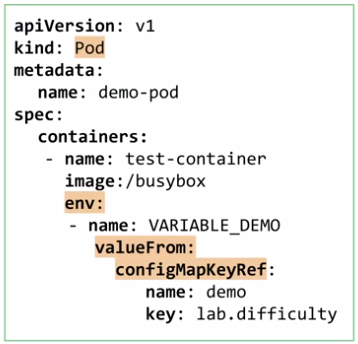 apiVersion: v1
kind: Pod
metadata:
  name: demo-pod
spec:
  containers:
   - name: test-container
     image:/busybox
     env:
      - name: VARIABLE_DEMO
        valueFrom:
          configMapKeyRef:
             name: demo
             key: lab.difficulty